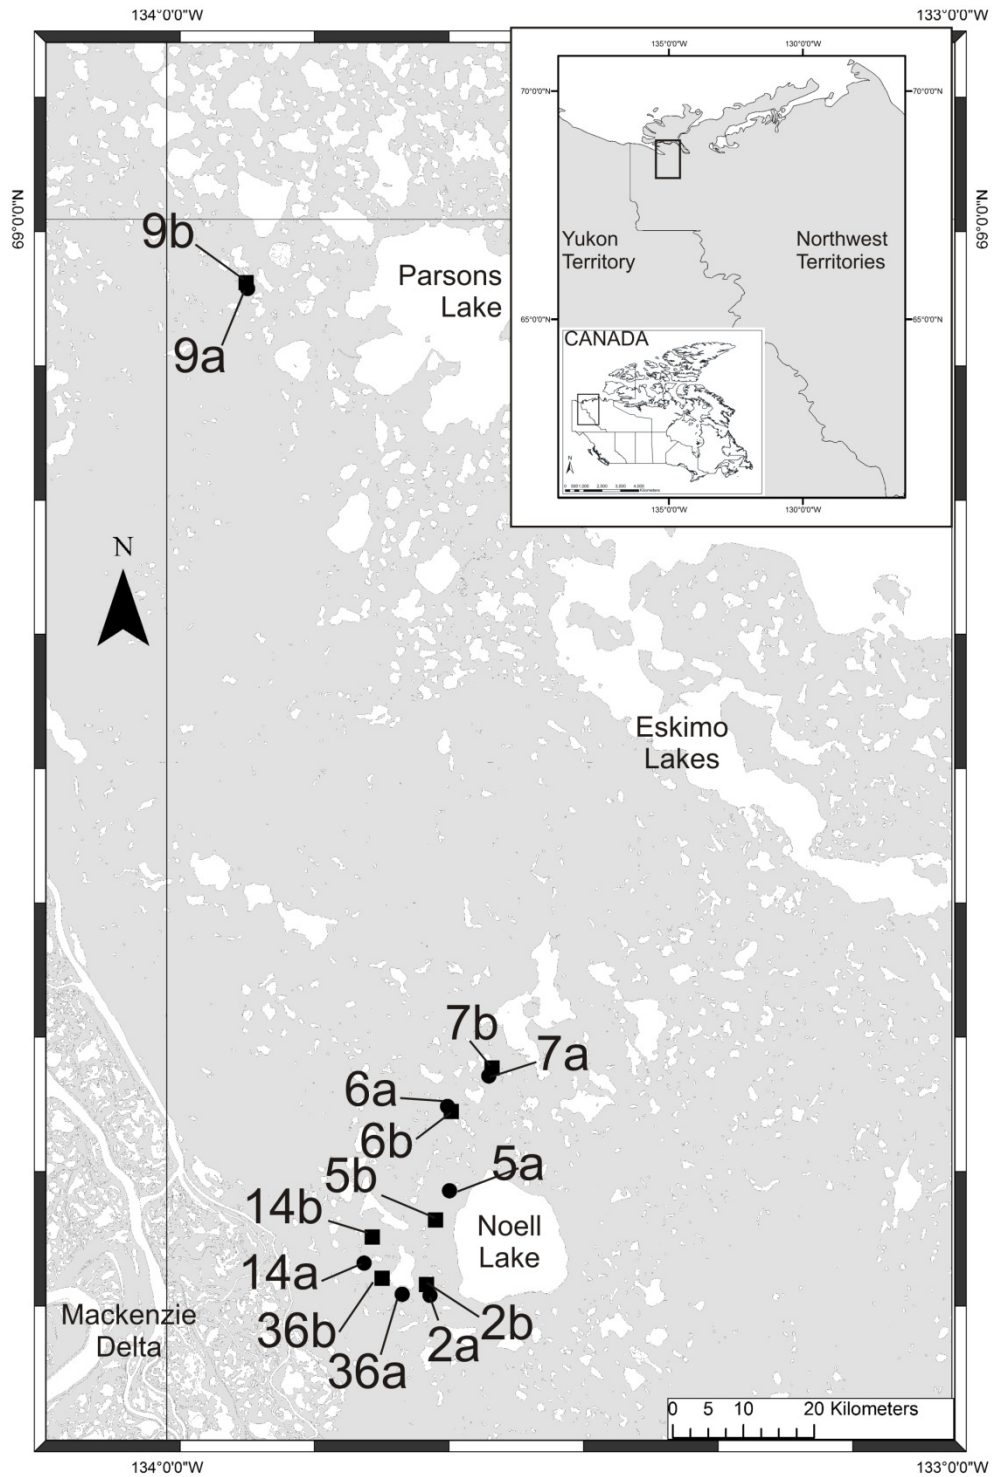 134°0'0"W
133°0'0"W
135°0'0"W
130°0'0"W
70°0'0"N
70°0'0"N
Yukon
Territory
Northwest
Territories
65°0'0"N
65°0'0"N
CANADA
N
135°0'0"W
130°0'0"W
69°0'0"N
69°0'0"N
9b
Parsons
Lake
9a
N
Eskimo
Lakes
7b
7a
6a
6b
5a
5b
14b
Noell
Lake
14a
Mackenzie
Delta
36b
2b
2a
36a
0 5 10 20 Kilometers
134°0'0"W
133°0'0"W